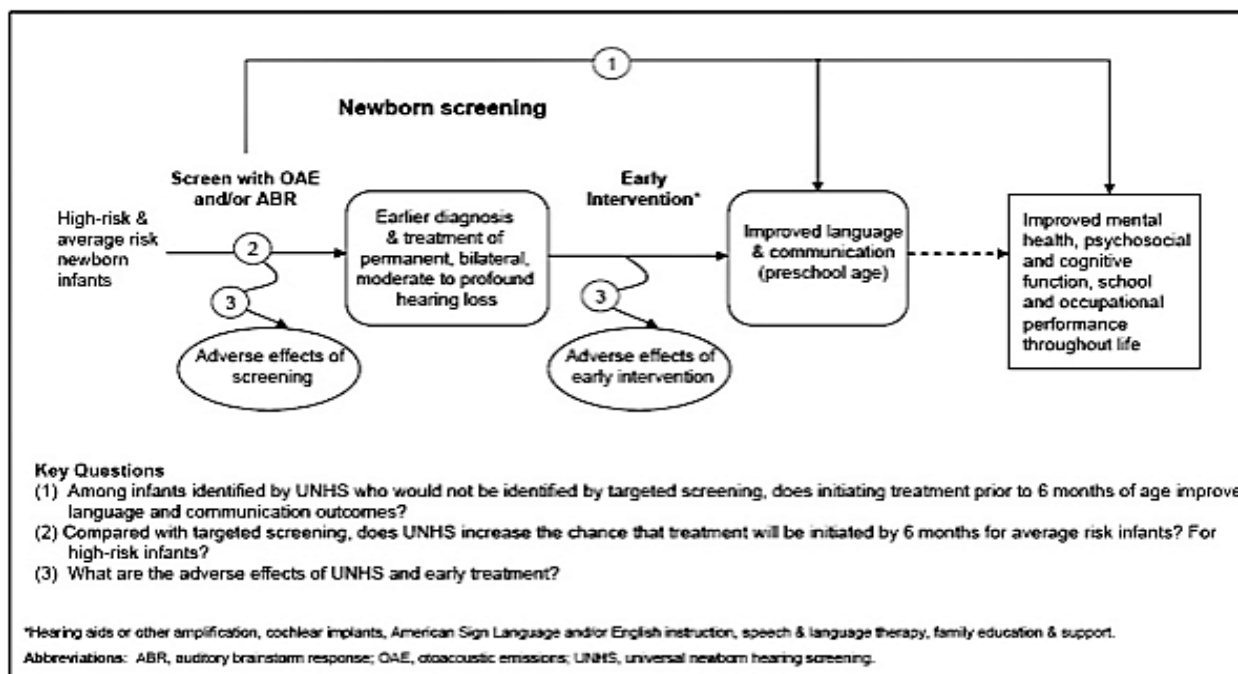 1
Newborn screening
Screen with OAE
and/or ABR
Early
Intervention*
High-risk &
average risk
newborn
infants
2
Earlier diagnosis
& treatment of
permanent, bilateral,
moderate to profound
hearing loss
Improved language
& communication
(preschool age)
Improved mental
health, psychosocial
and cognitive
function, school
and occupational
performance
throughout life
3
3
Adverse effects of
screening
Adverse effects of
early intervention
Key Questions
(1) Among infants identified by UNHS who would not be identified by targeted screening, does initiating treatment prior to 6 months of age improve
language and communication outcomes?
(2) Compared with targeted screening, does UNHS increase the chance that treatment will be initiated by 6 months for average risk infants? For
high-risk infants?
(3) What are the adverse effects of UNHS and early treatment?
*Hearing aids or other amplification, cochlear implants, American Sign Language and/or English instruction, speech & language therapy, family education & support.
Abbreviations: ABR, auditory brainstorm response; OAE, otoacoustic emissions; UNHS, universal newborn hearing screening.